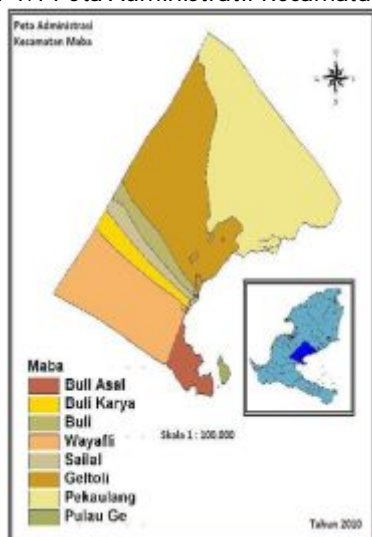 Peta Administrasi
Kecamatan Maba
Maba
Buli Asal
Buli Karya
Buli
Wayafli
Sailal
Geltoli
Pekaulang
Pulau Ge
Skala 1 : 100.000
Tahun 2010